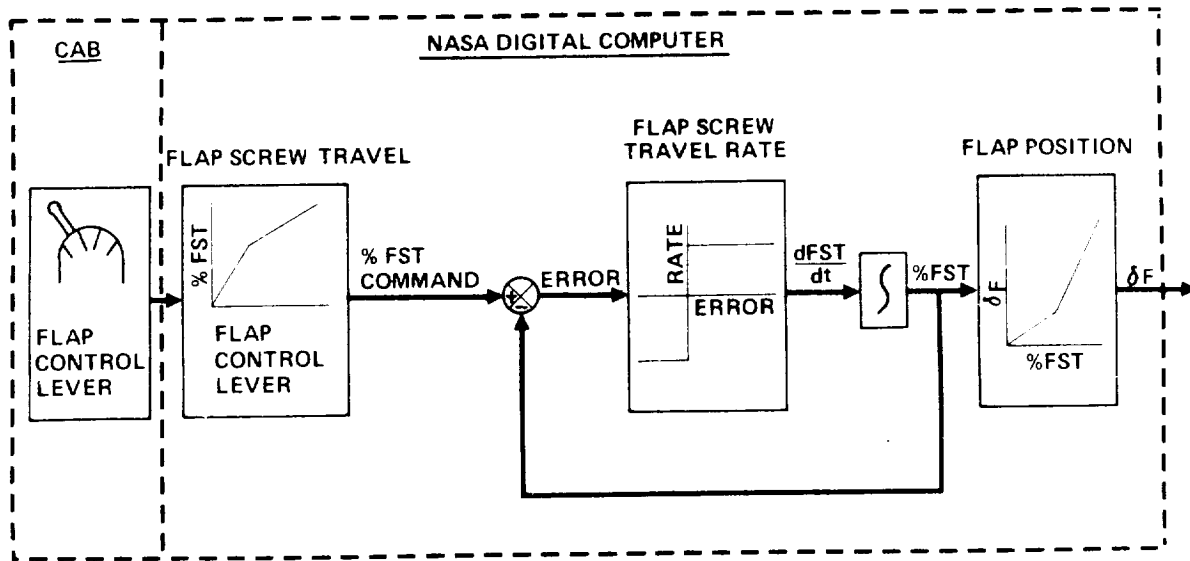 CAB
NASA DIGITAL COMPUTER
FLAP
CONTROL
LEVER
FLAP SCREW TRAVEL
% FST
FLAP
CONTROL
LEVER
% FST
COMMAND
+
-
ERROR
FLAP SCREW
TRAVEL RATE
RATE
ERROR
dFST
dt
∫
%FST
FLAP POSITION
δF
%FST
δF